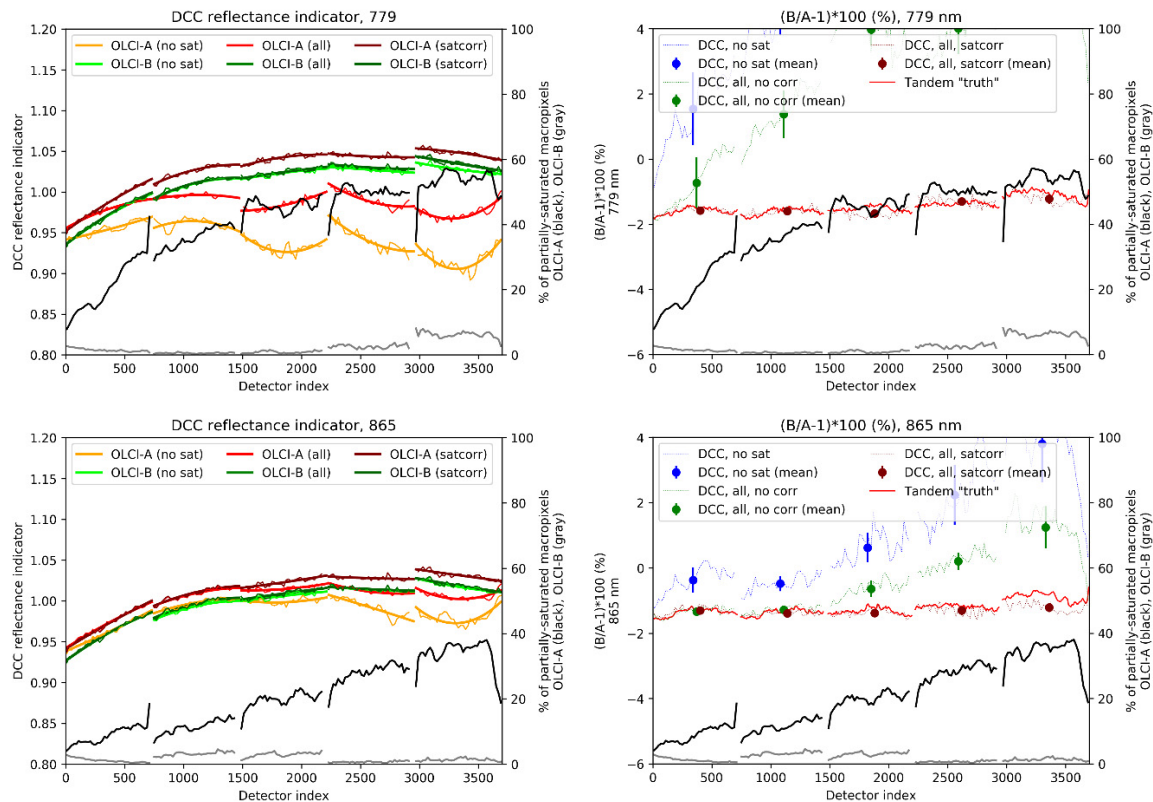 DCC reflectance indicator, 779
1.20
1.15
1.10
1.05
1.00
0.95
0.90
0.85
0.80
DCC reflectance indicator
OLCI-A (no sat)
OLCI-A (all)
OLCI-A (satcorr)
OLCI-B (no sat)
OLCI-B (all)
OLCI-B (satcorr)
100
80
60
40
20
0
% of partially-saturated macropixels
OLCI-A (black), OLCI-B (gray)
0 500 1000 1500 2000 2500 3000 3500
Detector index
(B/A-1)*100 (%), 779 nm
4
2
0
−2
−4
−6
(B/A-1)*100 (%)
779 nm
DCC, no sat
DCC, all, satcorr
DCC, no sat (mean)
DCC, all, satcorr (mean)
DCC, all, no corr
Tandem "truth"
DCC, all, no corr (mean)
100
80
60
40
20
0
% of partially-saturated macropixels
OLCI-A (black), OLCI-B (gray)
0 500 1000 1500 2000 2500 3000 3500
Detector index
DCC reflectance indicator, 865
1.20
1.15
1.10
1.05
1.00
0.95
0.90
0.85
0.80
DCC reflectance indicator
OLCI-A (no sat)
OLCI-A (all)
OLCI-A (satcorr)
OLCI-B (no sat)
OLCI-B (all)
OLCI-B (satcorr)
100
80
60
40
20
0
% of partially-saturated macropixels
OLCI-A (black), OLCI-B (gray)
0 500 1000 1500 2000 2500 3000 3500
Detector index
(B/A-1)*100 (%), 865 nm
4
2
0
−2
−4
−6
(B/A-1)*100 (%)
865 nm
DCC, no sat
DCC, all, satcorr
DCC, no sat (mean)
DCC, all, satcorr (mean)
DCC, all, no corr
Tandem "truth"
DCC, all, no corr (mean)
100
80
60
40
20
0
% of partially-saturated macropixels
OLCI-A (black), OLCI-B (gray)
0 500 1000 1500 2000 2500 3000 3500
Detector index